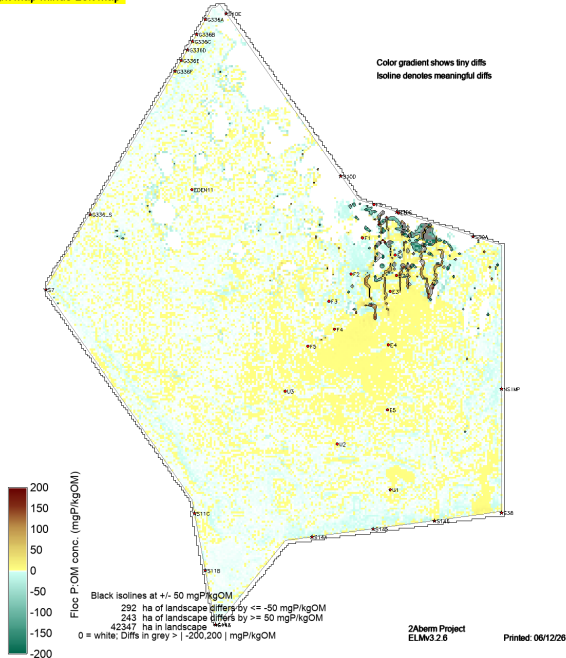 Color gradient shows tiny diffs
Isoline denotes meaningful diffs
G336A
G336B
G336C
G336D
G336E
G336F
S10D
EDEN11
G336_S
F1
F2
S7
F3
E3
F4
F5
E4
U3
NS1MP
E5
U2
U1
S11C
S38
S14A
S11B
200
150
100
50
0
-50
-100
-150
-200
Floc P:OM conc. (mgP/kgOM)
Black isolines at +/- 50 mgP/kgOM
292 ha of landscape differs by <= -50 mgP/kgOM
243 ha of landscape differs by >= 50 mgP/kgOM
42347 ha in landscape
0 = white; Diffs in grey > | -200,200 | mgP/kgOM
2Aberm Project
ELMv3.2.6
Printed: 06/12/26